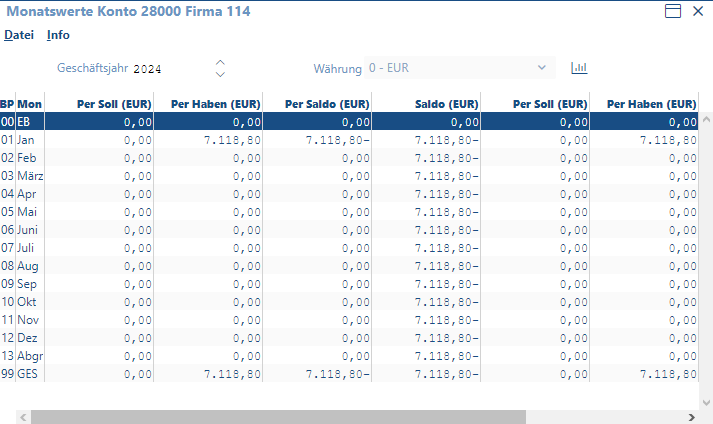 Monatswerte Konto 28000 Firma 114
Datei Info
Geschäftsjahr 2024 Währung 0 - EUR
BP Mon Per Soll (EUR) Per Haben (EUR) Per Saldo (EUR) Saldo (EUR) Per Soll (EUR) Per Haben (EUR)
00 EB 0,00 0,00 0,00 0,00 0,00 0,00
01 Jan 0,00 7.118,80 7.118,80- 7.118,80- 0,00 7.118,80
02 Feb 0,00 0,00 0,00 7.118,80- 0,00 0,00
03 März 0,00 0,00 0,00 7.118,80- 0,00 0,00
04 Apr 0,00 0,00 0,00 7.118,80- 0,00 0,00
05 Mai 0,00 0,00 0,00 7.118,80- 0,00 0,00
06 Juni 0,00 0,00 0,00 7.118,80- 0,00 0,00
07 Juli 0,00 0,00 0,00 7.118,80- 0,00 0,00
08 Aug 0,00 0,00 0,00 7.118,80- 0,00 0,00
09 Sep 0,00 0,00 0,00 7.118,80- 0,00 0,00
10 Okt 0,00 0,00 0,00 7.118,80- 0,00 0,00
11 Nov 0,00 0,00 0,00 7.118,80- 0,00 0,00
12 Dez 0,00 0,00 0,00 7.118,80- 0,00 0,00
13 Abgr 0,00 0,00 0,00 7.118,80- 0,00 0,00
99 GES 0,00 7.118,80 7.118,80- 7.118,80- 0,00 7.118,80